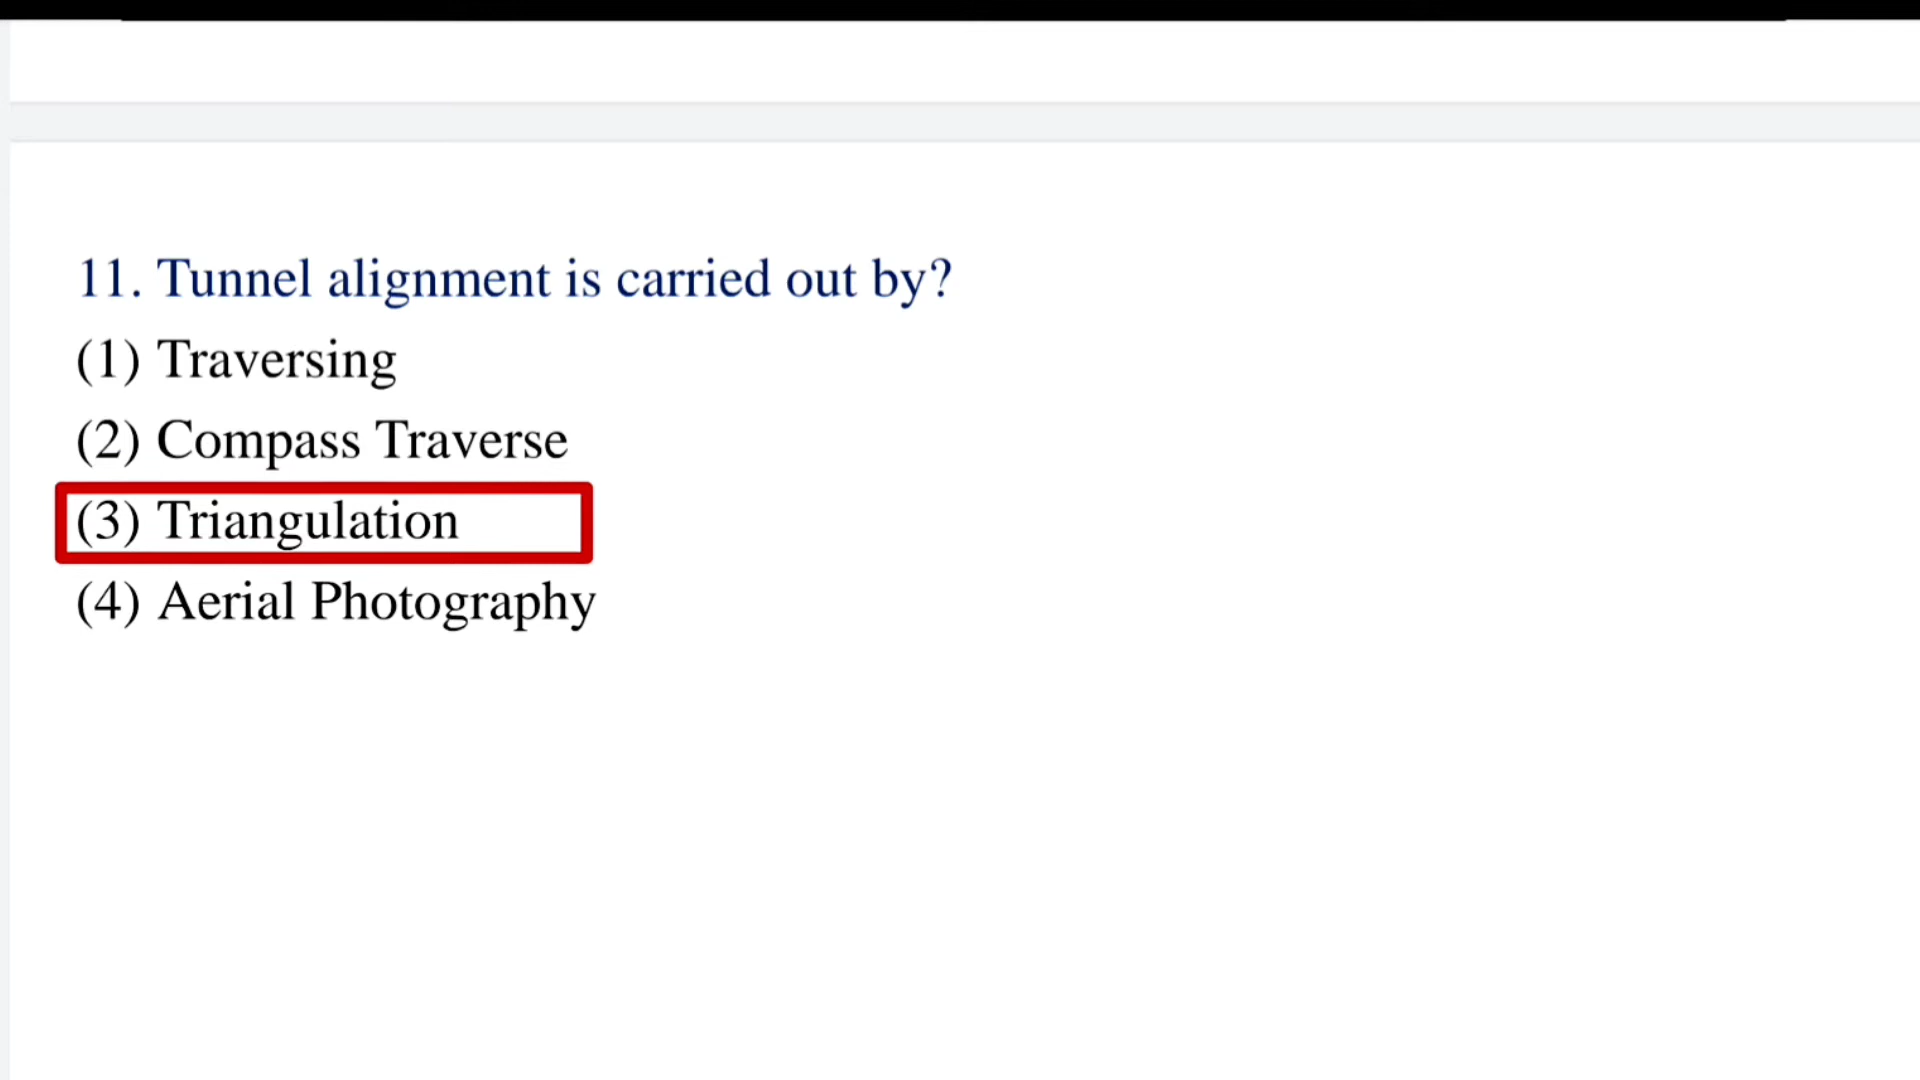 11. Tunnel alignment is carried out by?
(1) Traversing
(2) Compass Traverse
(3) Triangulation
(4) Aerial Photography